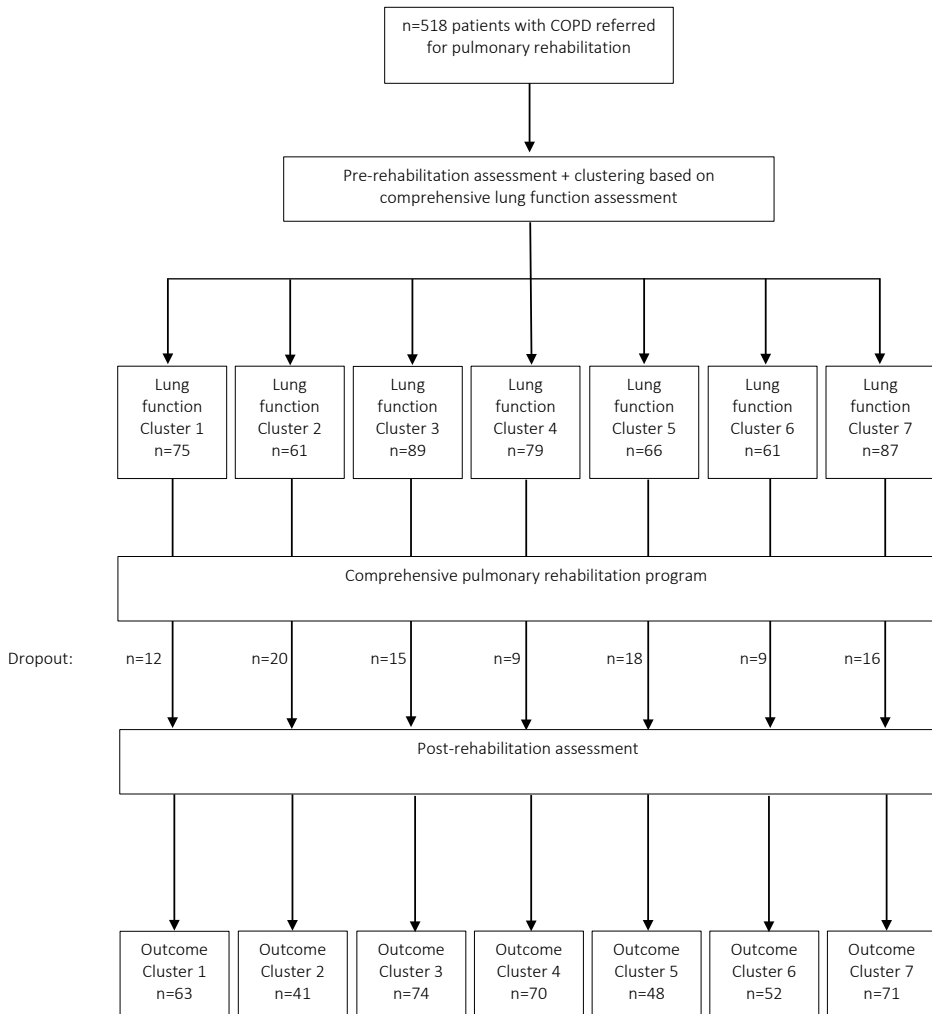 n=518 patients with COPD referred
for pulmonary rehabilitation
Pre-rehabilitation assessment + clustering based on
comprehensive lung function assessment
Lung
function
Cluster 1
n=75
Lung
function
Cluster 2
n=61
Lung
function
Cluster 3
n=89
Lung
function
Cluster 4
n=79
Lung
function
Cluster 5
n=66
Lung
function
Cluster 6
n=61
Lung
function
Cluster 7
n=87
Comprehensive pulmonary rehabilitation program
Dropout: n=12 n=20 n=15 n=9 n=18 n=9 n=16
Post-rehabilitation assessment
Outcome
Cluster 1
n=63
Outcome
Cluster 2
n=41
Outcome
Cluster 3
n=74
Outcome
Cluster 4
n=70
Outcome
Cluster 5
n=48
Outcome
Cluster 6
n=52
Outcome
Cluster 7
n=71